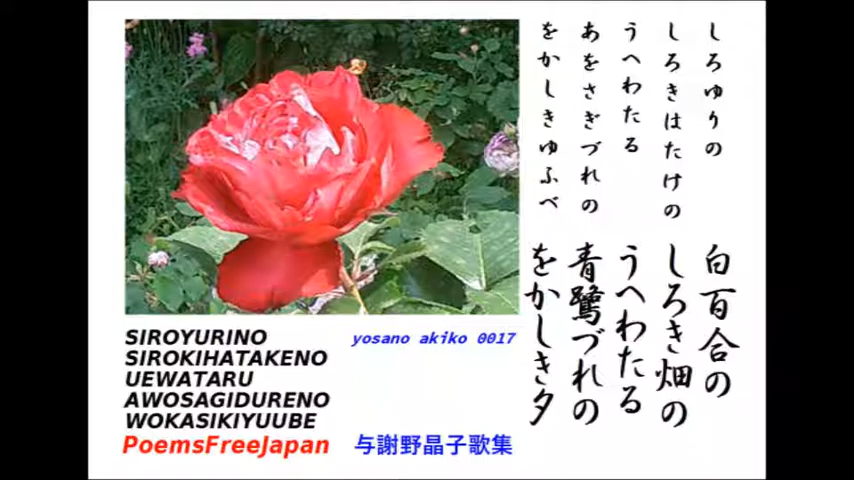 しろゆりの
しろきはたけの
うへわたる
あをさぎづれの
をかしきゆふべ
白百合の
しろき畑の
うへわたる
青鷺づれの
をかしき夕
SIROYURINO
SIROKIHATAKENO
UEWATARU
AWOSAGIDURENO
WOKASIKIYUUBE
PoemsFreeJapan
yosano akiko 0017
与謝野晶子歌集